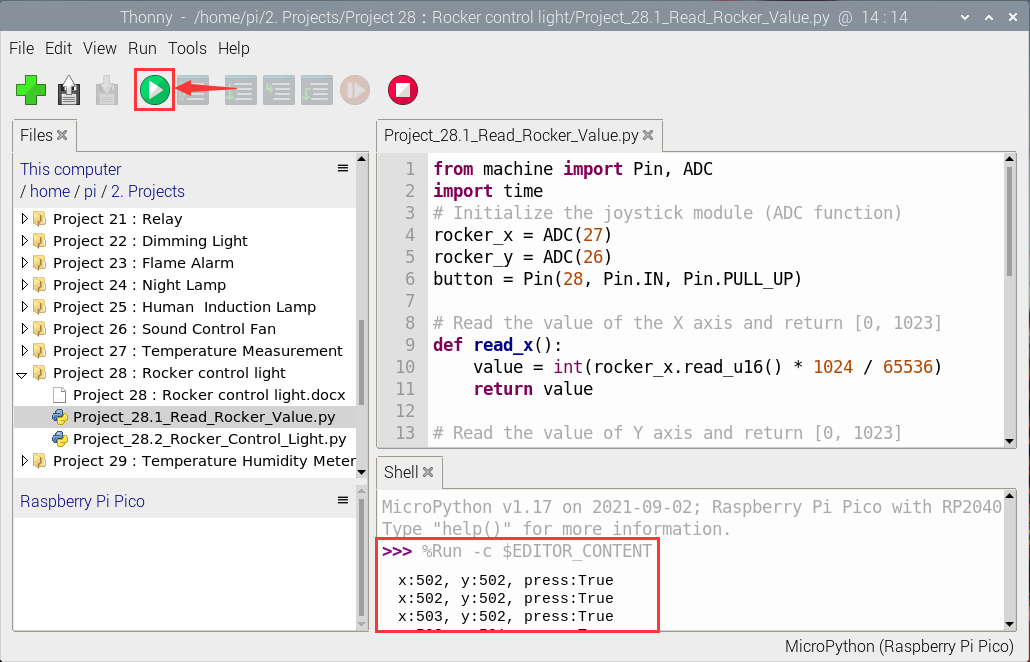 Thonny - /home/pi/2. Projects/Project 28 : Rocker control light/Project_28.1_Read_Rocker_Value.py @ 14 : 14
File Edit View Run Tools Help
Files
This computer
/ home / pi / 2. Projects
Project 21 : Relay
Project 22 : Dimming Light
Project 23 : Flame Alarm
Project 24 : Night Lamp
Project 25 : Human Induction Lamp
Project 26 : Sound Control Fan
Project 27 : Temperature Measurement
Project 28 : Rocker control light
Project 28 : Rocker control light.docx
Project_28.1_Read_Rocker_Value.py
Project_28.2_Rocker_Control_Light.py
Project 29 : Temperature Humidity Meter
Raspberry Pi Pico
Project_28.1_Read_Rocker_Value.py
1 from machine import Pin, ADC
2 import time
3 # Initialize the joystick module (ADC function)
4 rocker_x = ADC(27)
5 rocker_y = ADC(26)
6 button = Pin(28, Pin.IN, Pin.PULL_UP)
7
8 # Read the value of the X axis and return [0, 1023]
9 def read_x():
10 value = int(rocker_x.read_u16() * 1024 / 65536)
11 return value
12
13 # Read the value of Y axis and return [0, 1023]
Shell
MicroPython v1.17 on 2021-09-02; Raspberry Pi Pico with RP2040
Type "help()" for more information.
>>> %Run -c $EDITOR_CONTENT
x:502, y:502, press:True
x:502, y:502, press:True
x:503, y:502, press:True
MicroPython (Raspberry Pi Pico)